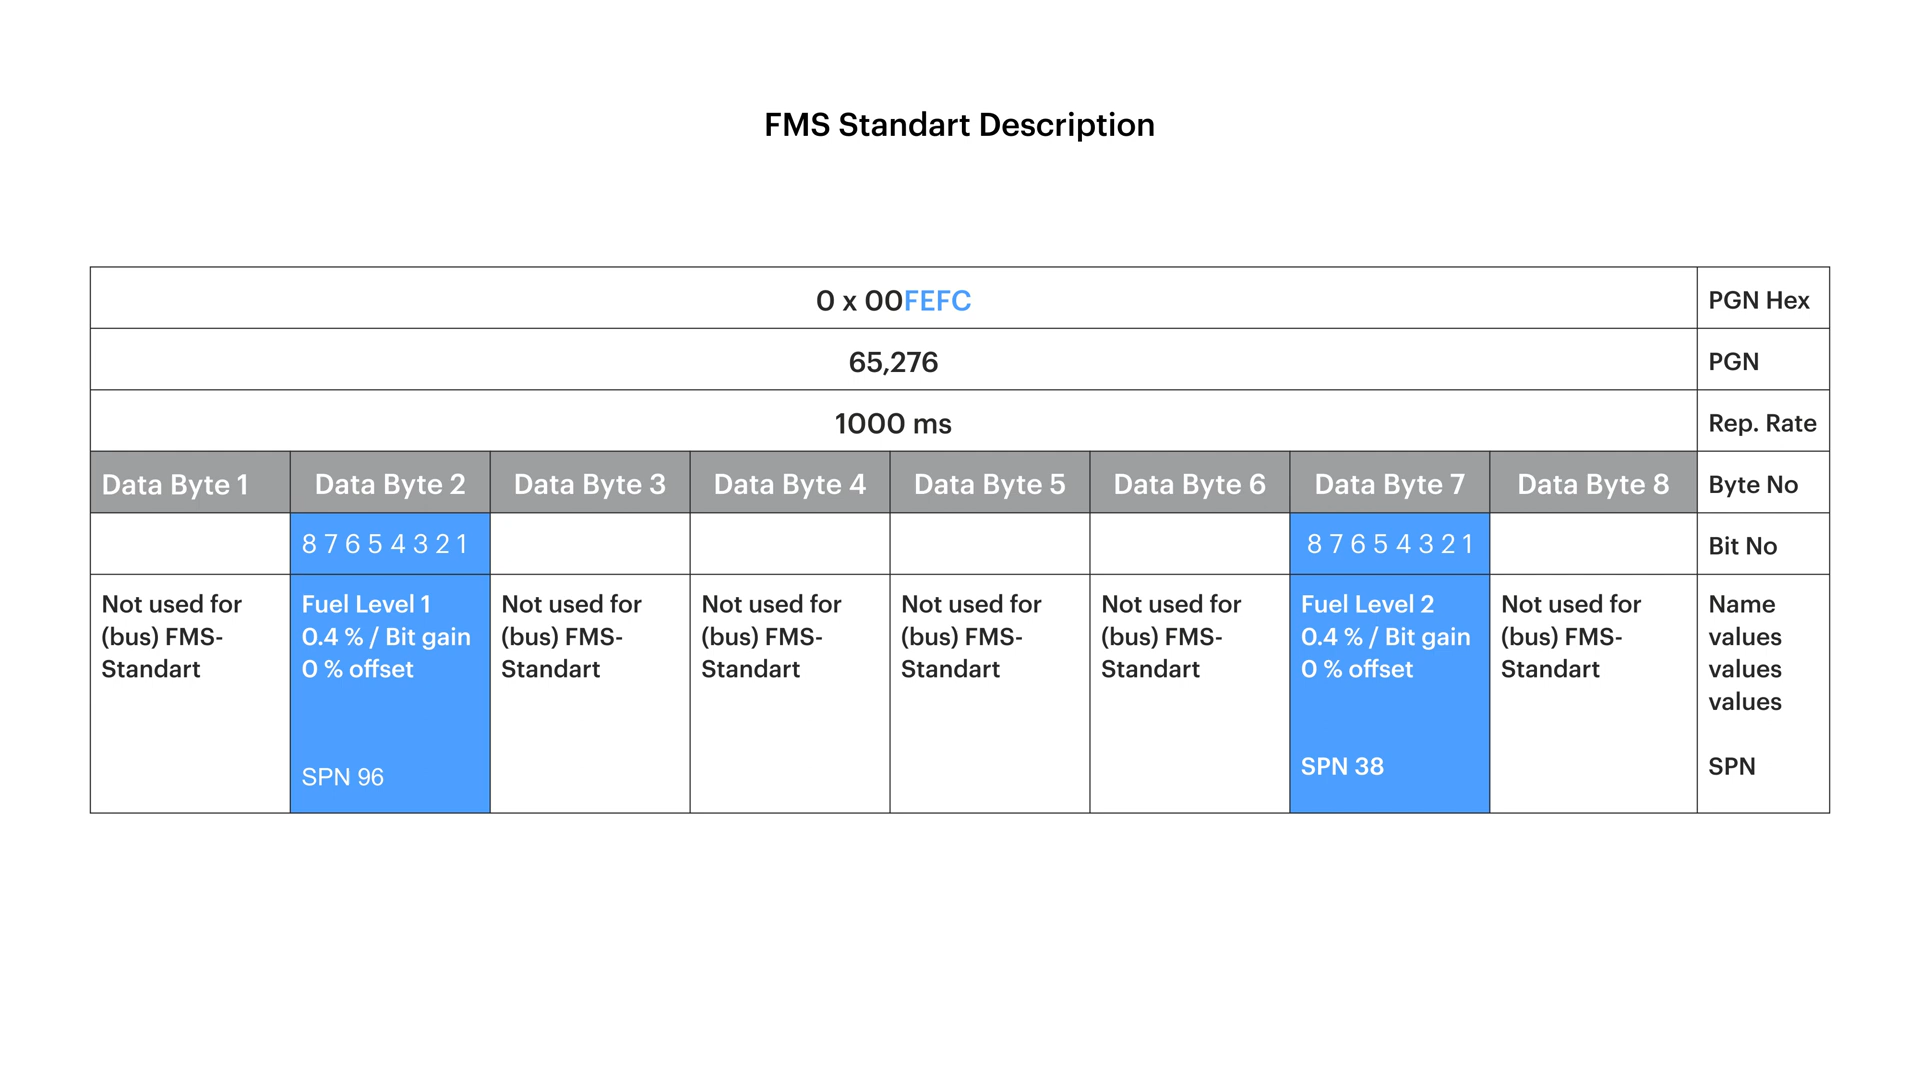 FMS Standart Description
0 x 00FEFC PGN Hex
65,276 PGN
1000 ms Rep. Rate
Data Byte 1 Data Byte 2 Data Byte 3 Data Byte 4 Data Byte 5 Data Byte 6 Data Byte 7 Data Byte 8 Byte No
8 7 6 5 4 3 2 1 8 7 6 5 4 3 2 1 Bit No
Not used for
(bus) FMS-
Standart
Fuel Level 1
0.4 % / Bit gain
0 % offset
SPN 96
Not used for
(bus) FMS-
Standart
Not used for
(bus) FMS-
Standart
Not used for
(bus) FMS-
Standart
Not used for
(bus) FMS-
Standart
Fuel Level 2
0.4 % / Bit gain
0 % offset
SPN 38
Not used for
(bus) FMS-
Standart
Name
values
values
values
SPN